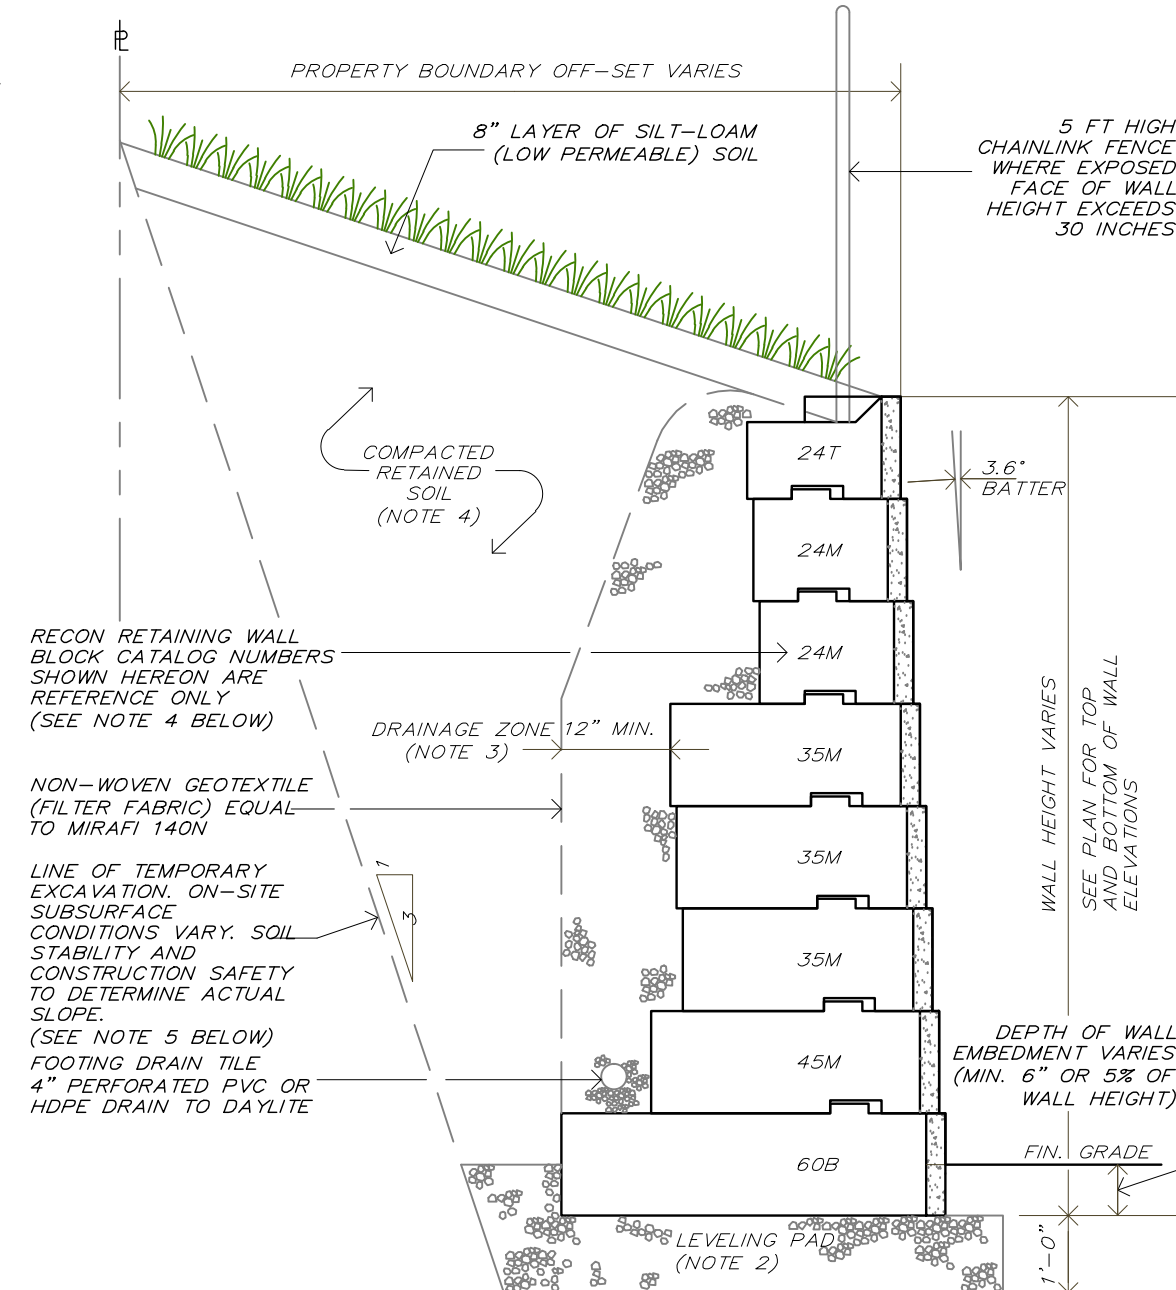 PL
PROPERTY BOUNDARY OFF-SET VARIES
8" LAYER OF SILT-LOAM
(LOW PERMEABLE) SOIL
5 FT HIGH
CHAINLINK FENCE
WHERE EXPOSED
FACE OF WALL
HEIGHT EXCEEDS
30 INCHES
COMPACTED
RETAINED
SOIL
(NOTE 4)
24T
3.6°
BATTER
24M
RECON RETAINING WALL
BLOCK CATALOG NUMBERS
SHOWN HEREON ARE
REFERENCE ONLY
(SEE NOTE 4 BELOW)
24M
DRAINAGE ZONE 12" MIN.
(NOTE 3)
35M
WALL HEIGHT VARIES
SEE PLAN FOR TOP
AND BOTTOM OF WALL
ELEVATIONS
NON-WOVEN GEOTEXTILE
(FILTER FABRIC) EQUAL
TO MIRAFI 140N
35M
LINE OF TEMPORARY
EXCAVATION. ON-SITE
SUBSURFACE
CONDITIONS VARY. SOIL
STABILITY AND
CONSTRUCTION SAFETY
TO DETERMINE ACTUAL
SLOPE.
(SEE NOTE 5 BELOW)
1
3
35M
FOOTING DRAIN TILE
4" PERFORATED PVC OR
HDPE DRAIN TO DAYLITE
45M
DEPTH OF WALL
EMBEDMENT VARIES
(MIN. 6" OR 5% OF
WALL HEIGHT)
60B
FIN. GRADE
LEVELING PAD
(NOTE 2)
1'-0"